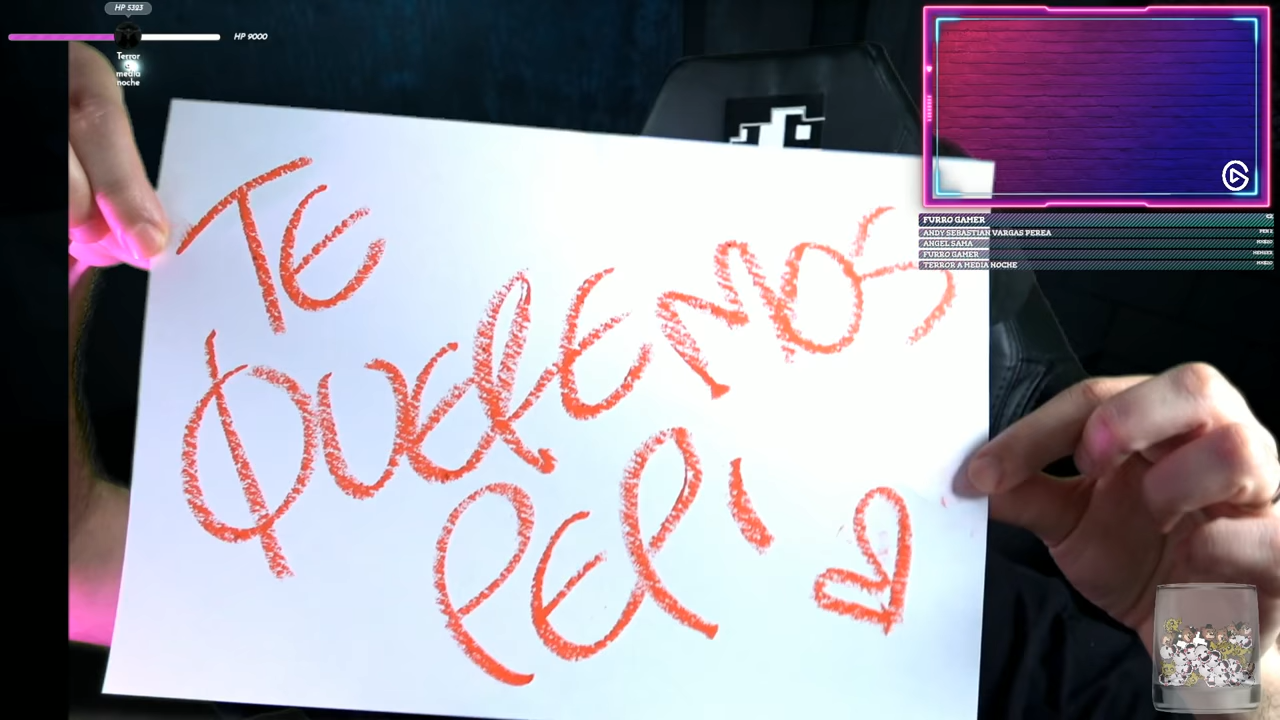 HP 5323
HP 9000
Terror
a
media
noche
TE
QUEREMOS
PEPI
FURRO GAMER
ANDY SEBASTIAN VARGAS PEREA
ANGEL SAMA
FURRO GAMER
TERROR A MEDIA NOCHE